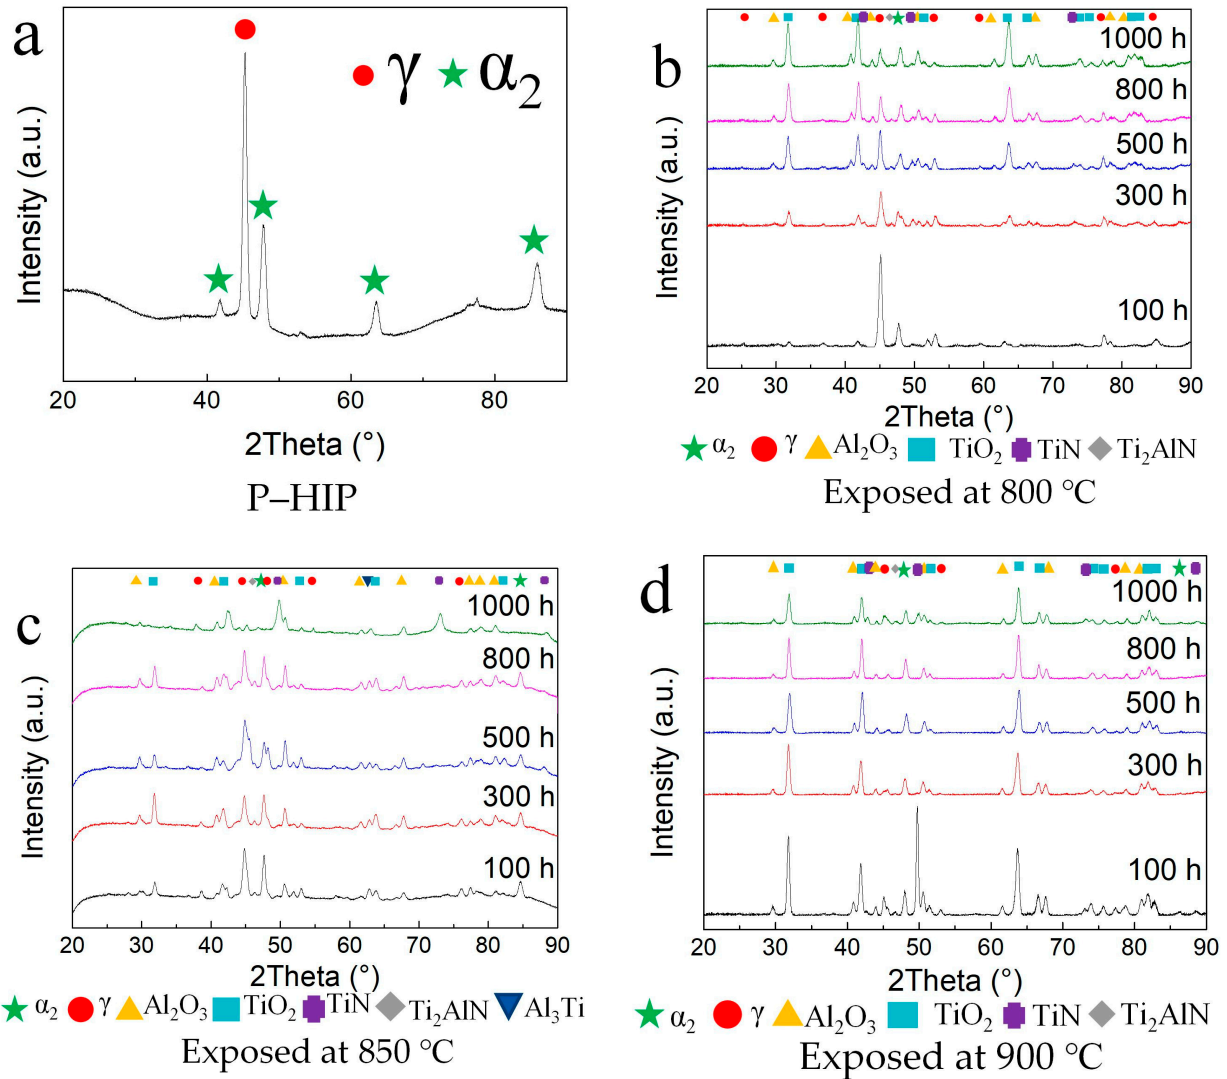 a
γ α₂
Intensity (a.u.)
20 40 60 80
2Theta (°)
P–HIP
b
1000 h
800 h
500 h
300 h
100 h
Intensity (a.u.)
20 30 40 50 60 70 80 90
2Theta (°)
α₂ γ Al₂O₃ TiO₂ TiN Ti₂AlN
Exposed at 800 °C
c
1000 h
800 h
500 h
300 h
100 h
Intensity (a.u.)
20 30 40 50 60 70 80 90
2Theta (°)
α₂ γ Al₂O₃ TiO₂ TiN Ti₂AlN Al₃Ti
Exposed at 850 °C
d
1000 h
800 h
500 h
300 h
100 h
Intensity (a.u.)
20 30 40 50 60 70 80 90
2Theta (°)
α₂ γ Al₂O₃ TiO₂ TiN Ti₂AlN
Exposed at 900 °C